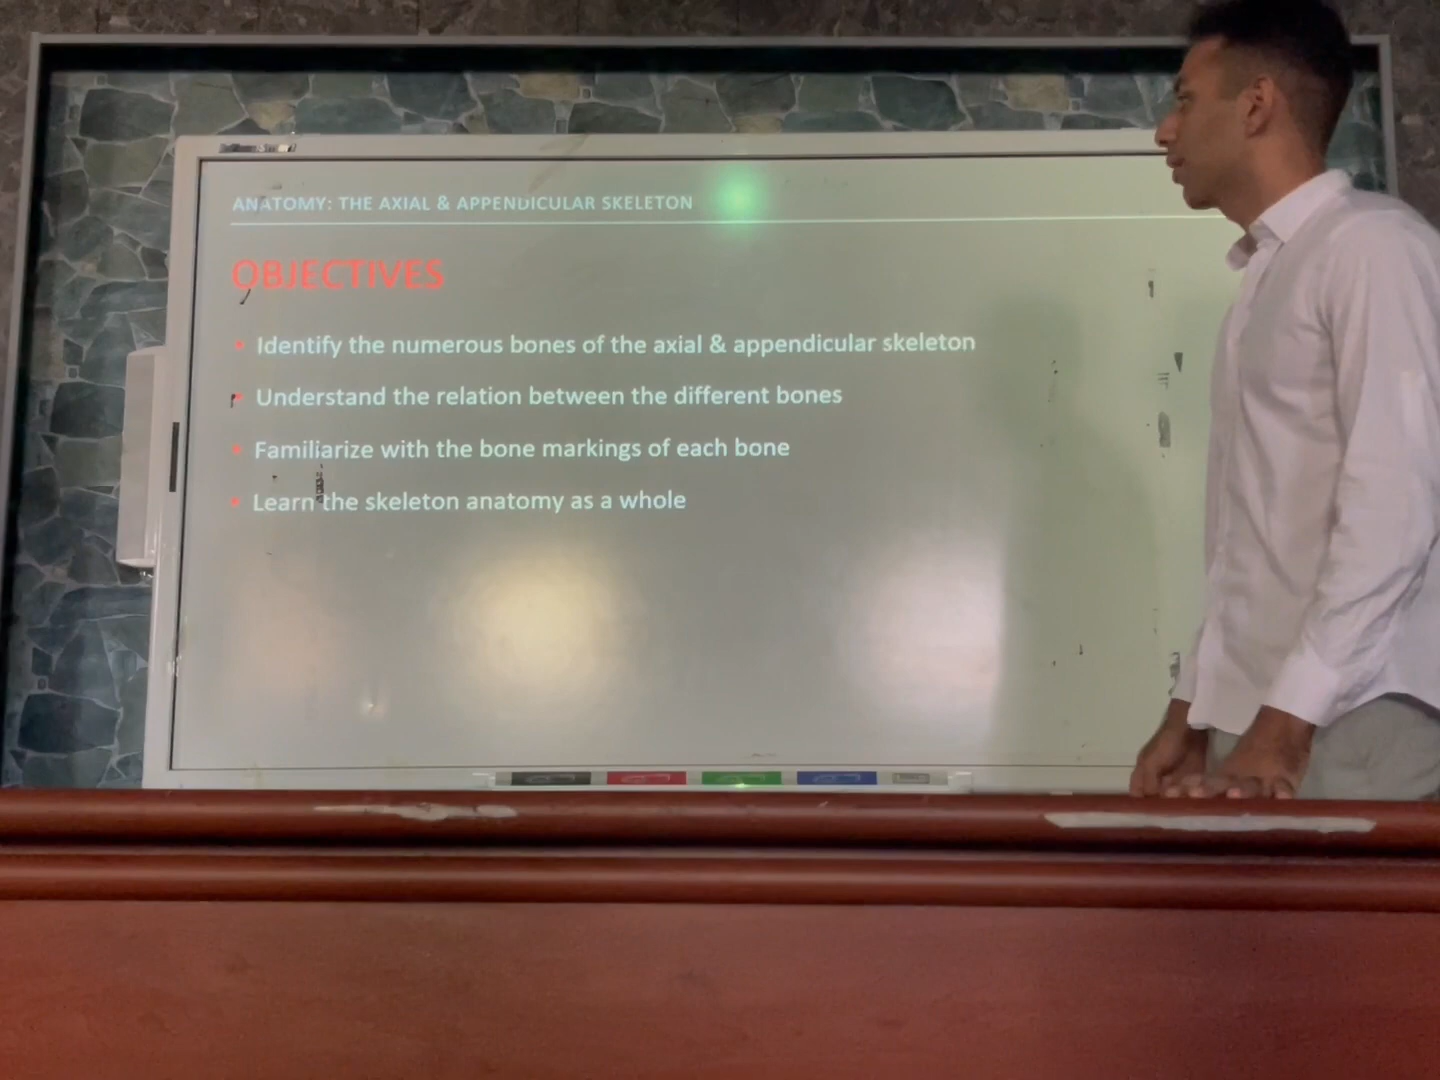 ANATOMY: THE AXIAL & APPENDICULAR SKELETON
OBJECTIVES
• Identify the numerous bones of the axial & appendicular skeleton
• Understand the relation between the different bones
• Familiarize with the bone markings of each bone
• Learn the skeleton anatomy as a whole